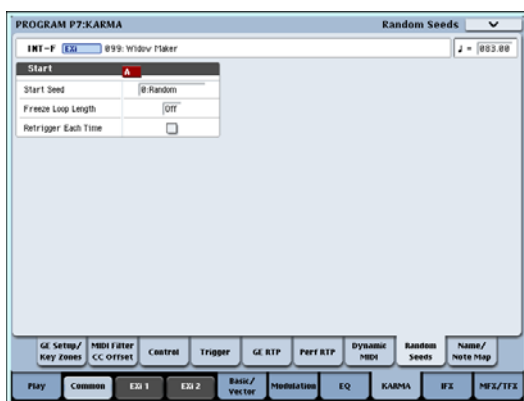 PROGRAM P7:KARMA Random Seeds
INT-F EXi 099: Widow Maker ♩ = 083.00
Start A
Start Seed 0:Random
Freeze Loop Length Off
Retrigger Each Time
GE Setup/ Key Zones MIDI Filter CC Offset Control Trigger GE RTP Perf RTP Dynamic MIDI Random Seeds Name/ Note Map
Play Common EXi 1 EXi 2 Basic/ Vector Modulation EQ KARMA IFX MFX/TFX